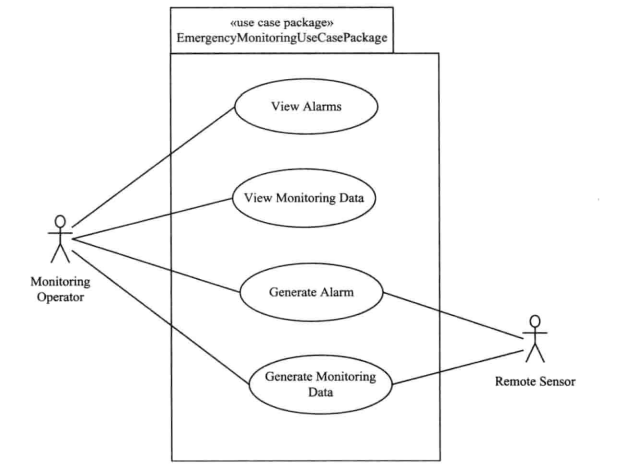 «use case package»
EmergencyMonitoringUseCasePackage
View Alarms
View Monitoring Data
Monitoring
Operator
Generate Alarm
Generate Monitoring
Data
Remote Sensor